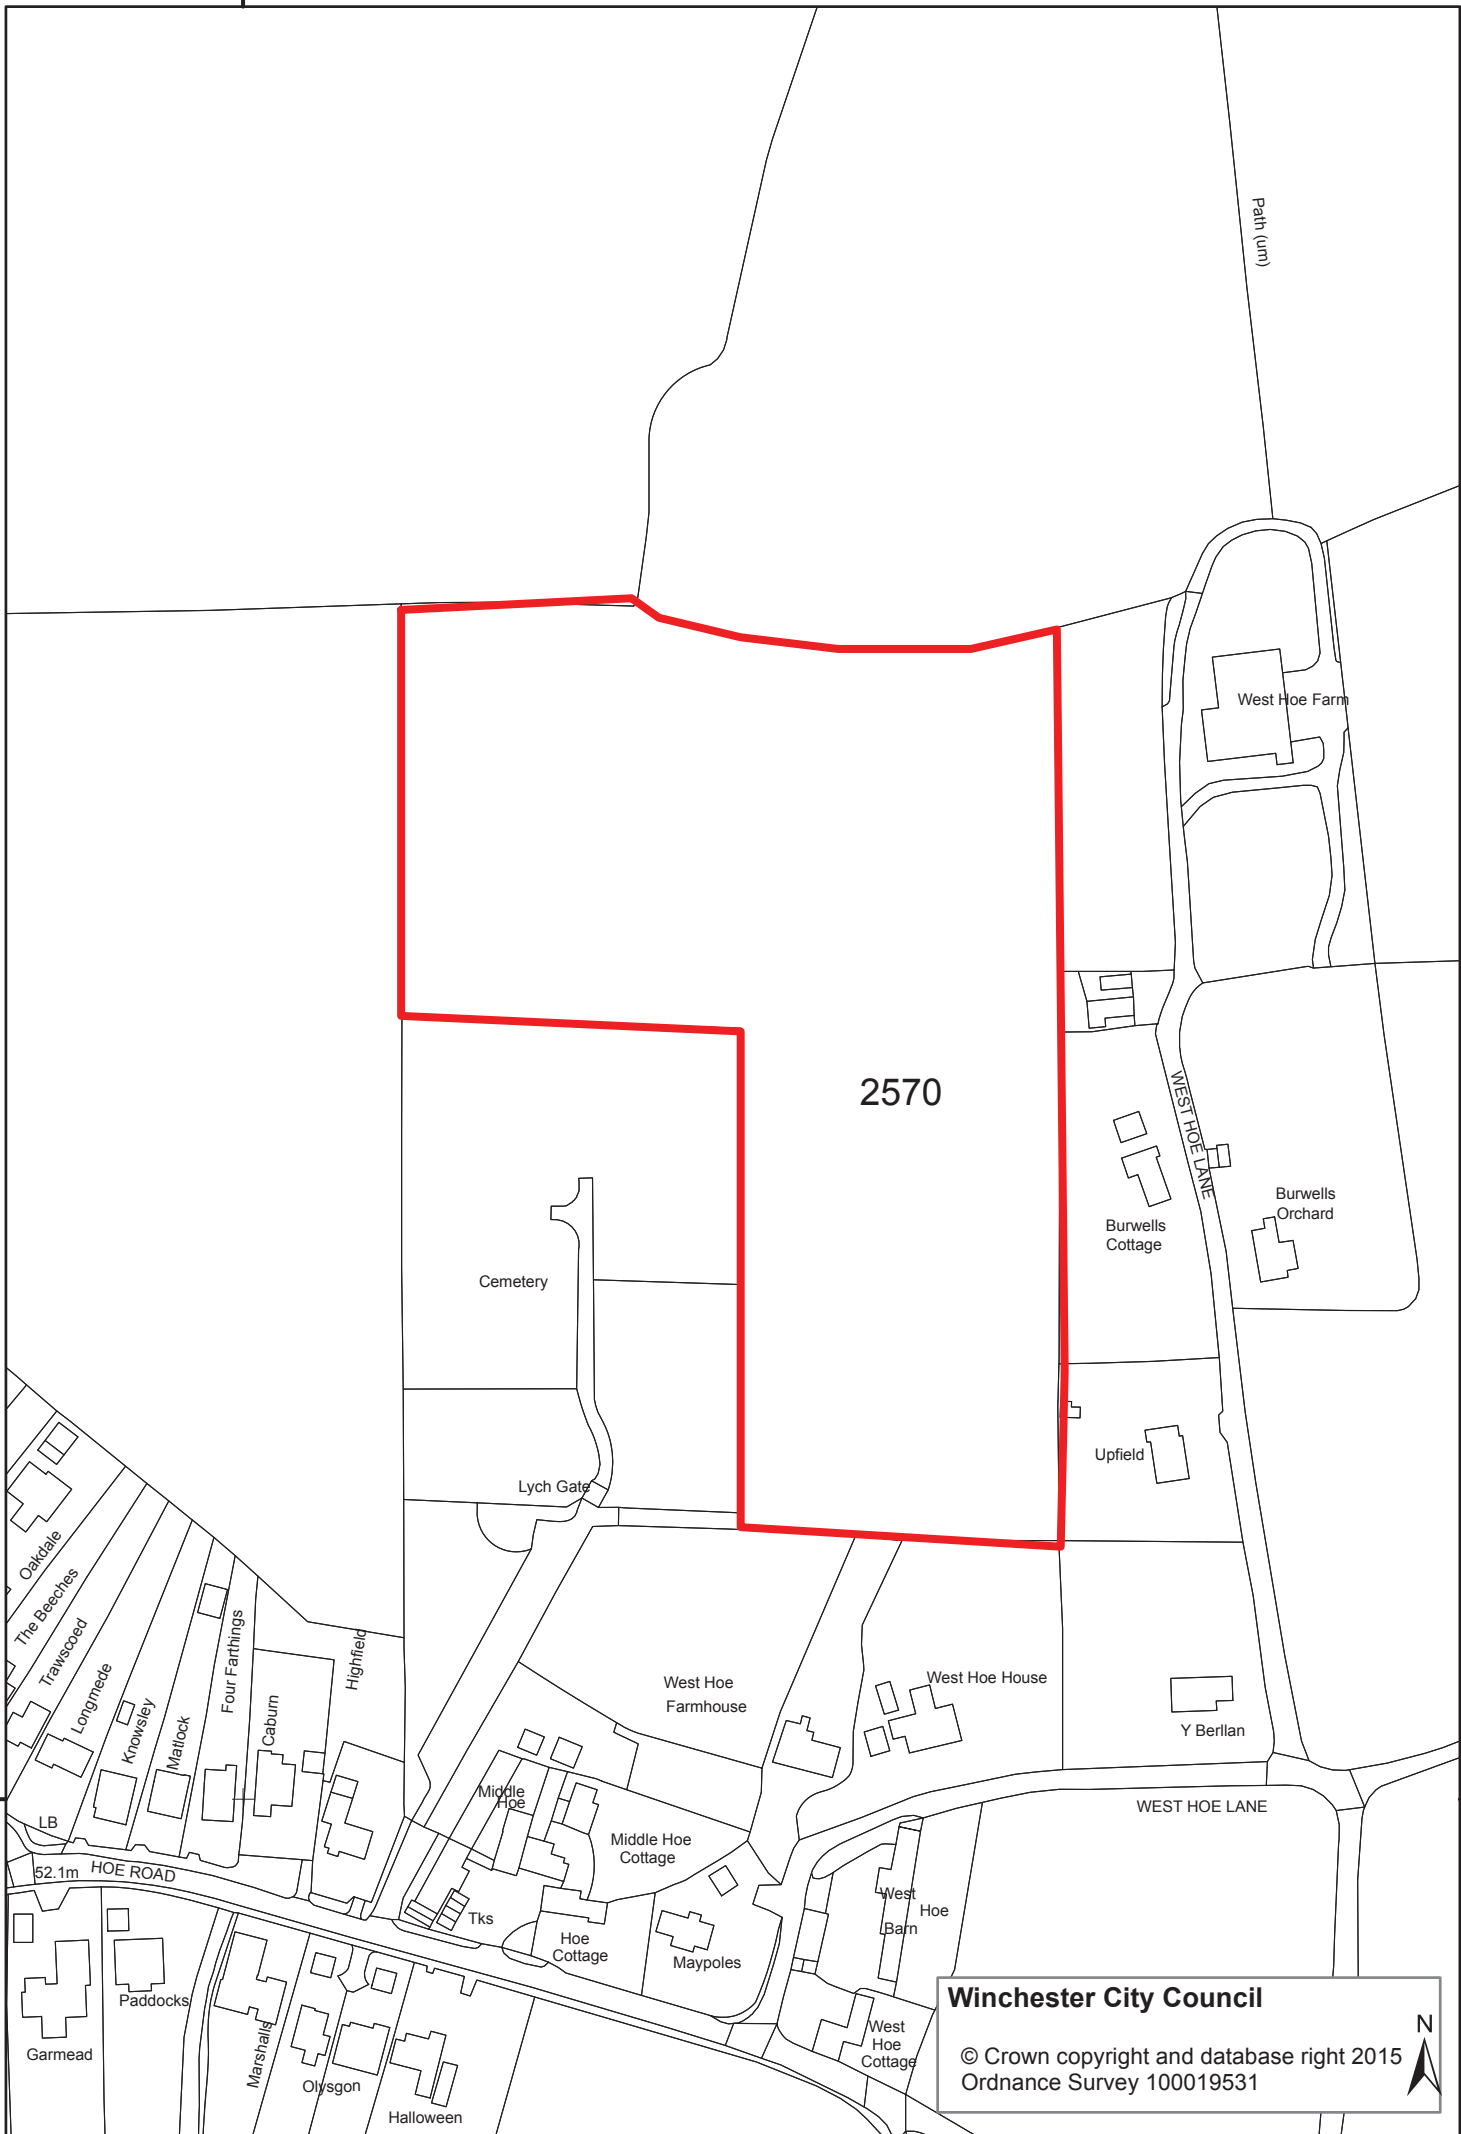 Path (um)
West Hoe Farm
2570
WEST HOE LANE
Burwells
Orchard
Burwells
Cottage
Cemetery
Upfield
Lych Gate
Oakdale
The Beeches
Trawscoed
Longmede
Knowsley
Matlock
Four Farthings
Caburn
Highfield
West Hoe
Farmhouse
West Hoe House
Y Berllan
Middle
Hoe
WEST HOE LANE
LB
Middle Hoe
Cottage
52.1m
HOE ROAD
Tks
Hoe
Cottage
Maypoles
West
Hoe
Barn
Paddocks
Garmead
Marshalls
Olysgon
Halloween
West
Hoe
Cottage
Winchester City Council
© Crown copyright and database right 2015
Ordnance Survey 100019531
N